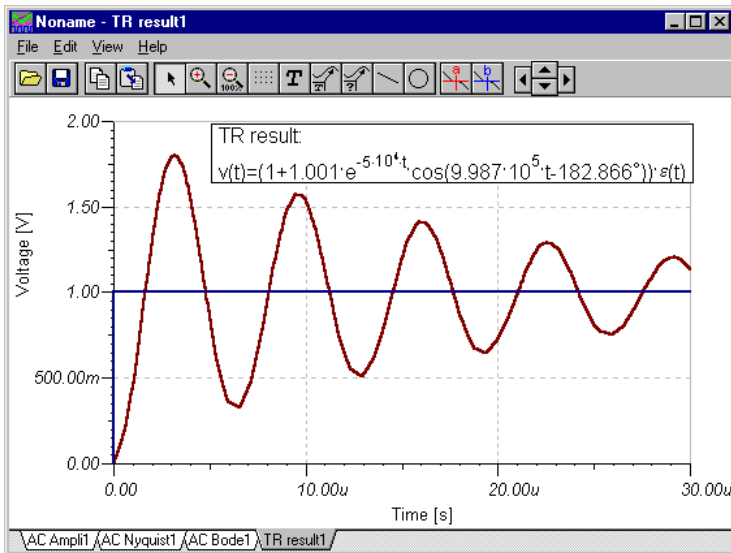 Noname - TR result1
File Edit View Help
T 100% T ? a b
2.00
1.50
1.00
500.00m
0.00
Voltage [V]
TR result:
v(t)=(1+1.001·e^-5·10^4·t·cos(9.987·10^5·t-182.866°))·ε(t)
0.00 10.00u 20.00u 30.00u
Time [s]
AC Ampli1 AC Nyquist1 AC Bode1 TR result1